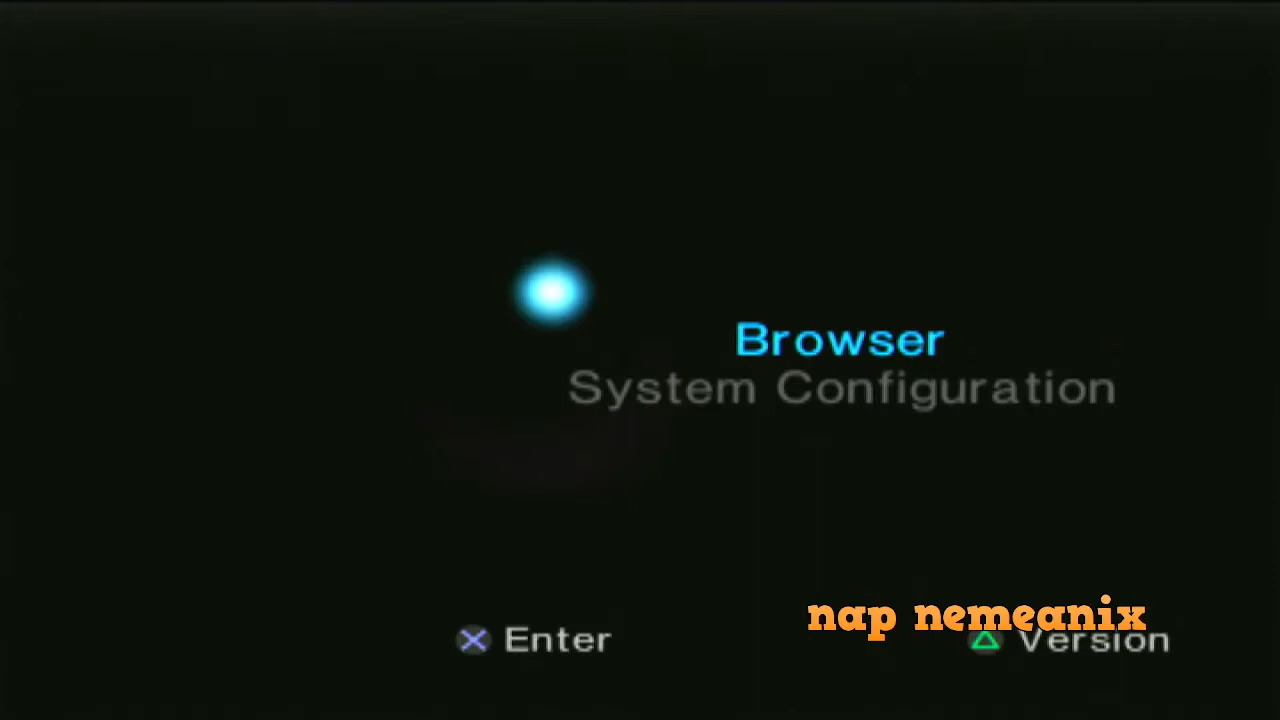 Browser
System Configuration
nap nemeanix
Enter
Version